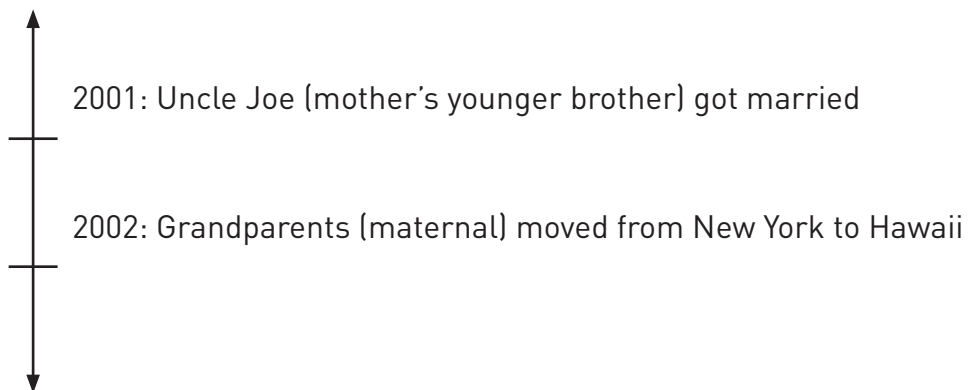 2001: Uncle Joe (mother’s younger brother) got married
2002: Grandparents (maternal) moved from New York to Hawaii